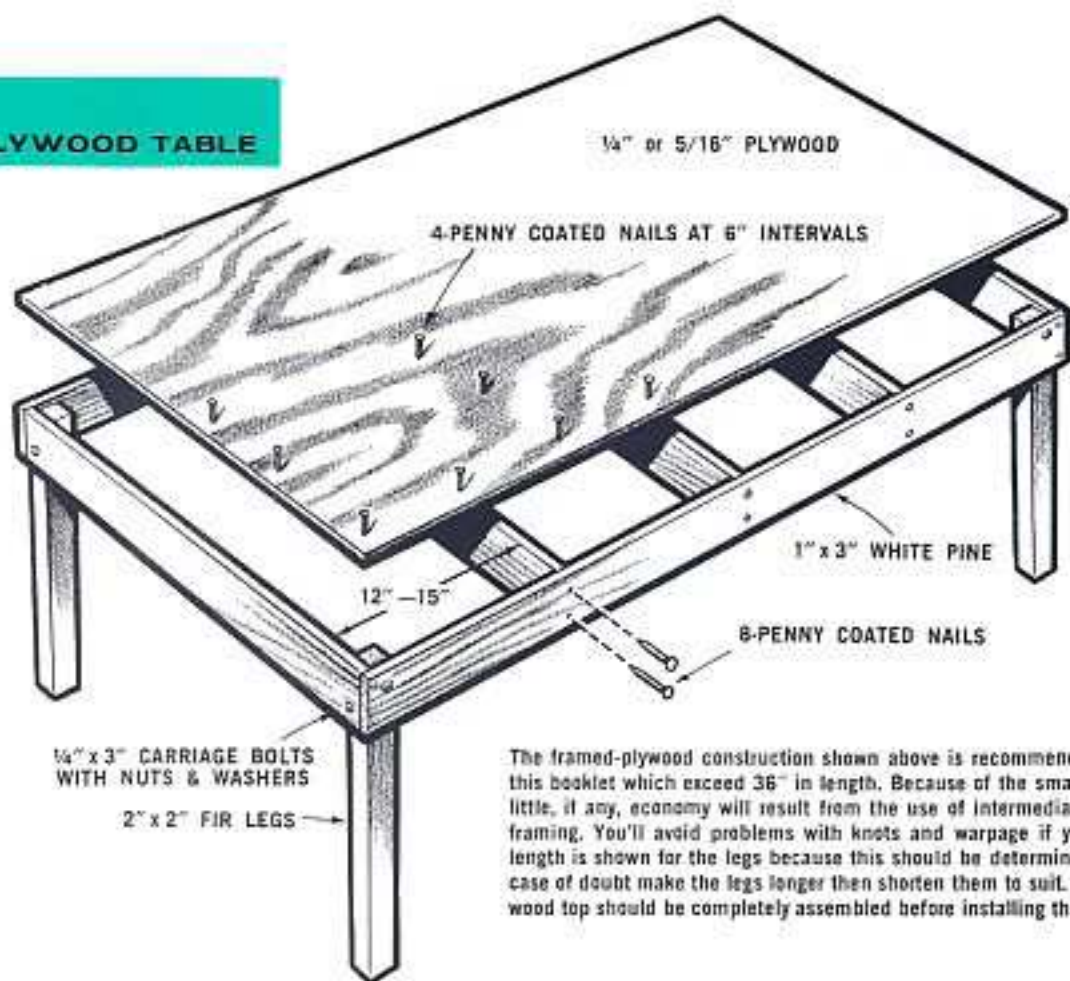 LYWOOD TABLE
¼" or 5/16" PLYWOOD
4-PENNY COATED NAILS AT 6" INTERVALS
12"—15"
1" x 3" WHITE PINE
8-PENNY COATED NAILS
¼" x 3" CARRIAGE BOLTS
WITH NUTS & WASHERS
2" x 2" FIR LEGS
The framed-plywood construction shown above is recommen
this booklet which exceed 36" in length. Because of the sma
little, if any, economy will result from the use of intermedia
framing. You'll avoid problems with knots and warpage if y
length is shown for the legs because this should be determin
case of doubt make the legs longer then shorten them to suit.
wood top should be completely assembled before installing th